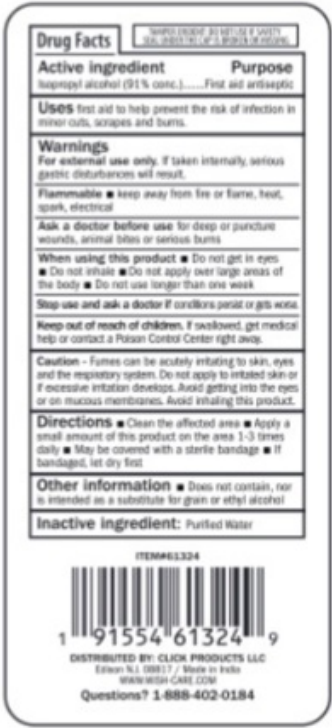 Drug Facts
TAMPER EVIDENT: DO NOT USE IF SAFETY
SEAL UNDER THE CAP IS BROKEN OR MISSING.
Active ingredient Purpose
Isopropyl alcohol (91% conc.)......First aid antiseptic
Uses first aid to help prevent the risk of infection in
minor cuts, scrapes and burns.
Warnings
For external use only. If taken internally, serious
gastric disturbances will result.
Flammable ■ keep away from fire or flame, heat,
spark, electrical
Ask a doctor before use for deep or puncture
wounds, animal bites or serious burns
When using this product ■ Do not get in eyes
■ Do not inhale ■ Do not apply over large areas of
the body ■ Do not use longer than one week
Stop use and ask a doctor if conditions persist or gets worse.
Keep out of reach of children. If swallowed, get medical
help or contact a Poison Control Center right away.
Caution - Fumes can be acutely irritating to skin, eyes
and the respiratory system. Do not apply to irritated skin or
if excessive irritation develops. Avoid getting into the eyes
or on mucous membranes. Avoid inhaling this product.
Directions ■ Clean the affected area ■ Apply a
small amount of this product on the area 1-3 times
daily ■ May be covered with a sterile bandage ■ If
bandaged, let dry first
Other information ■ Does not contain, nor
is intended as a substitute for grain or ethyl alcohol
Inactive ingredient: Purified Water
ITEM#61324
1 91554 61324 9
DISTRIBUTED BY: CLICK PRODUCTS LLC
Edison N.J. 08817 / Made in India
WWW.WISH-CARE.COM
Questions? 1-888-402-0184